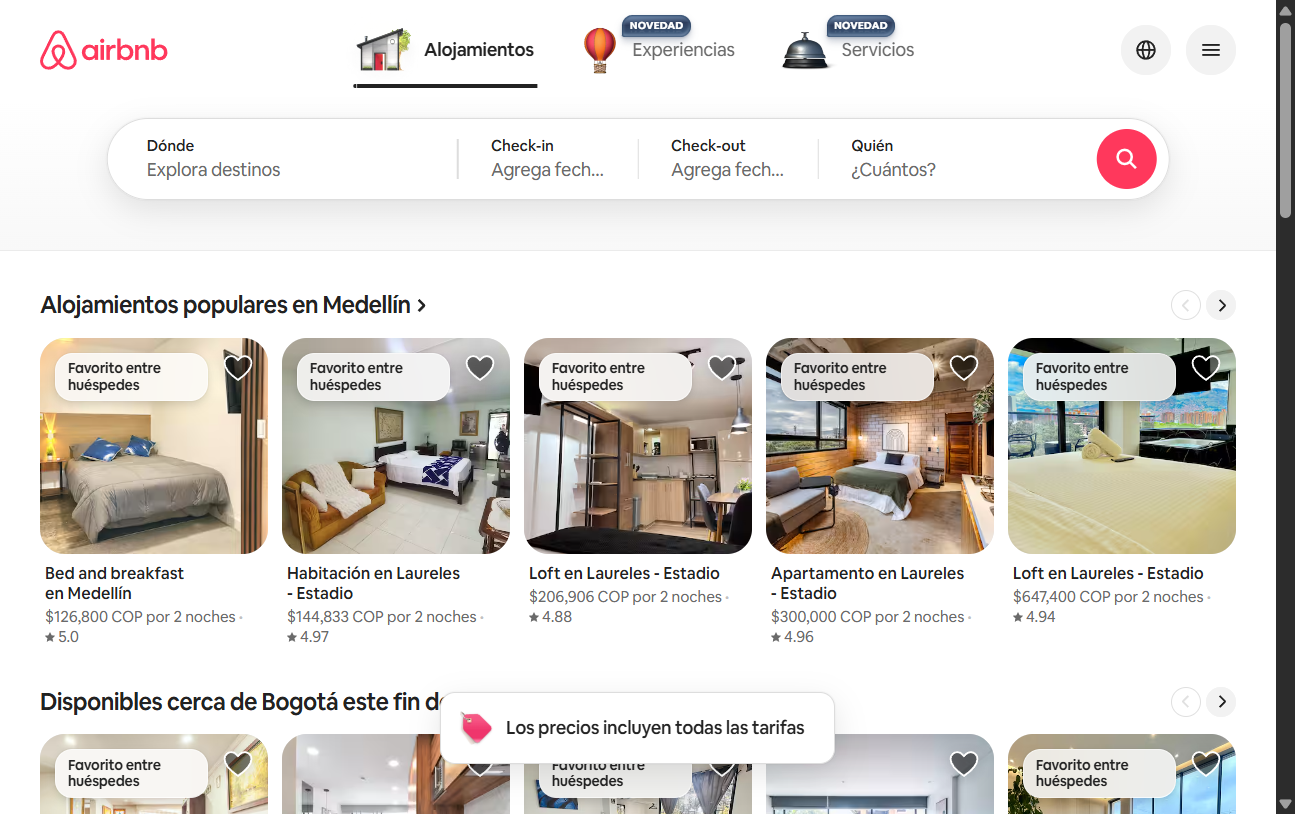 airbnb
Alojamientos
NOVEDAD
Experiencias
NOVEDAD
Servicios
Dónde
Explora destinos
Check-in
Agrega fech...
Check-out
Agrega fech...
Quién
¿Cuántos?
Alojamientos populares en Medellín
Favorito entre
huéspedes
Favorito entre
huéspedes
Favorito entre
huéspedes
Favorito entre
huéspedes
Favorito entre
huéspedes
Bed and breakfast
en Medellín
$126,800 COP por 2 noches ·
5.0
Habitación en Laureles
- Estadio
$144,833 COP por 2 noches ·
4.97
Loft en Laureles - Estadio
$206,906 COP por 2 noches ·
4.88
Apartamento en Laureles
- Estadio
$300,000 COP por 2 noches ·
4.96
Loft en Laureles - Estadio
$647,400 COP por 2 noches ·
4.94
Disponibles cerca de Bogotá este fin
Los precios incluyen todas las tarifas
Favorito entre
huéspedes
Favorito entre
huéspedes
Favorito entre
huéspedes